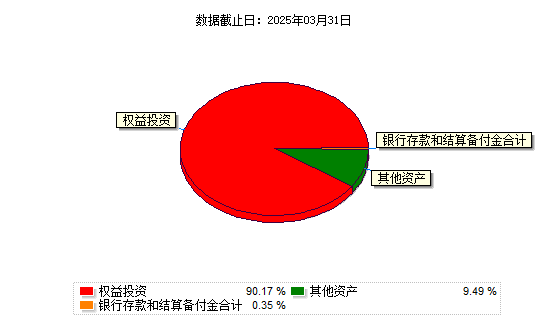 数据截止日：2025年03月31日
权益投资
银行存款和结算备付金合计
其他资产
权益投资 90.17 % 其他资产 9.49 %
银行存款和结算备付金合计 0.35 %